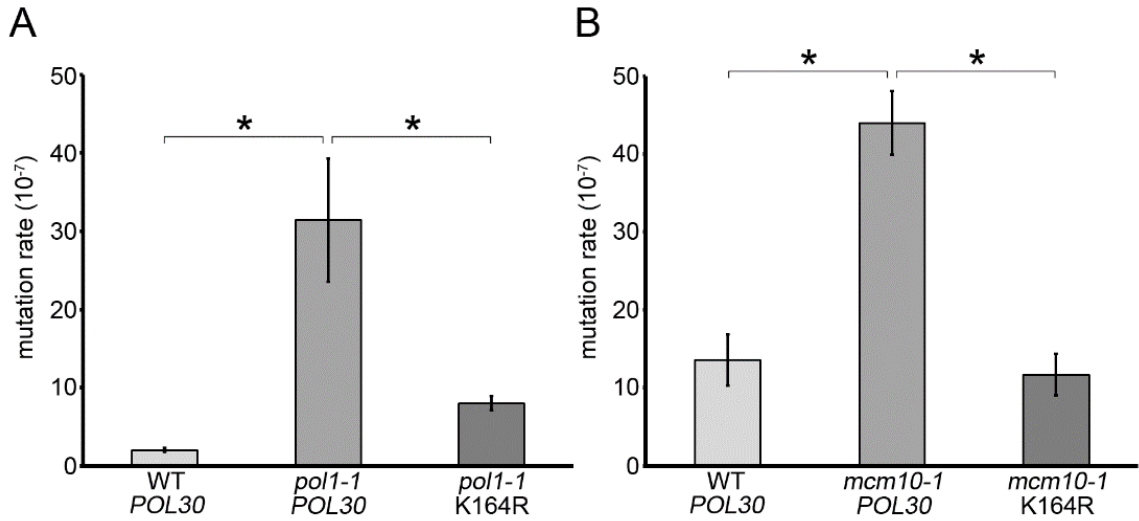 A
mutation rate (10⁻⁷)
50
40
30
20
10
0
* *
WT POL30
pol1-1 POL30
pol1-1 K164R
B
mutation rate (10⁻⁷)
50
40
30
20
10
0
* *
WT POL30
mcm10-1 POL30
mcm10-1 K164R